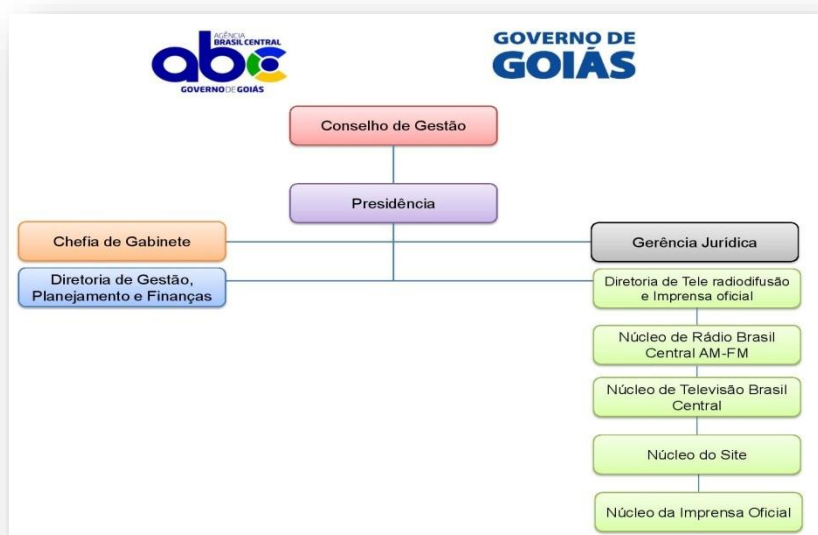 AGÊNCIA
BRASIL CENTRAL
abc
GOVERNO DE GOIÁS
GOVERNO DE
GOIÁS
Conselho de Gestão
Presidência
Chefia de Gabinete
Gerência Jurídica
Diretoria de Gestão,
Planejamento e Finanças
Diretoria de Tele radiodifusão
e Imprensa oficial
Núcleo de Rádio Brasil
Central AM-FM
Núcleo de Televisão Brasil
Central
Núcleo do Site
Núcleo da Imprensa Oficial